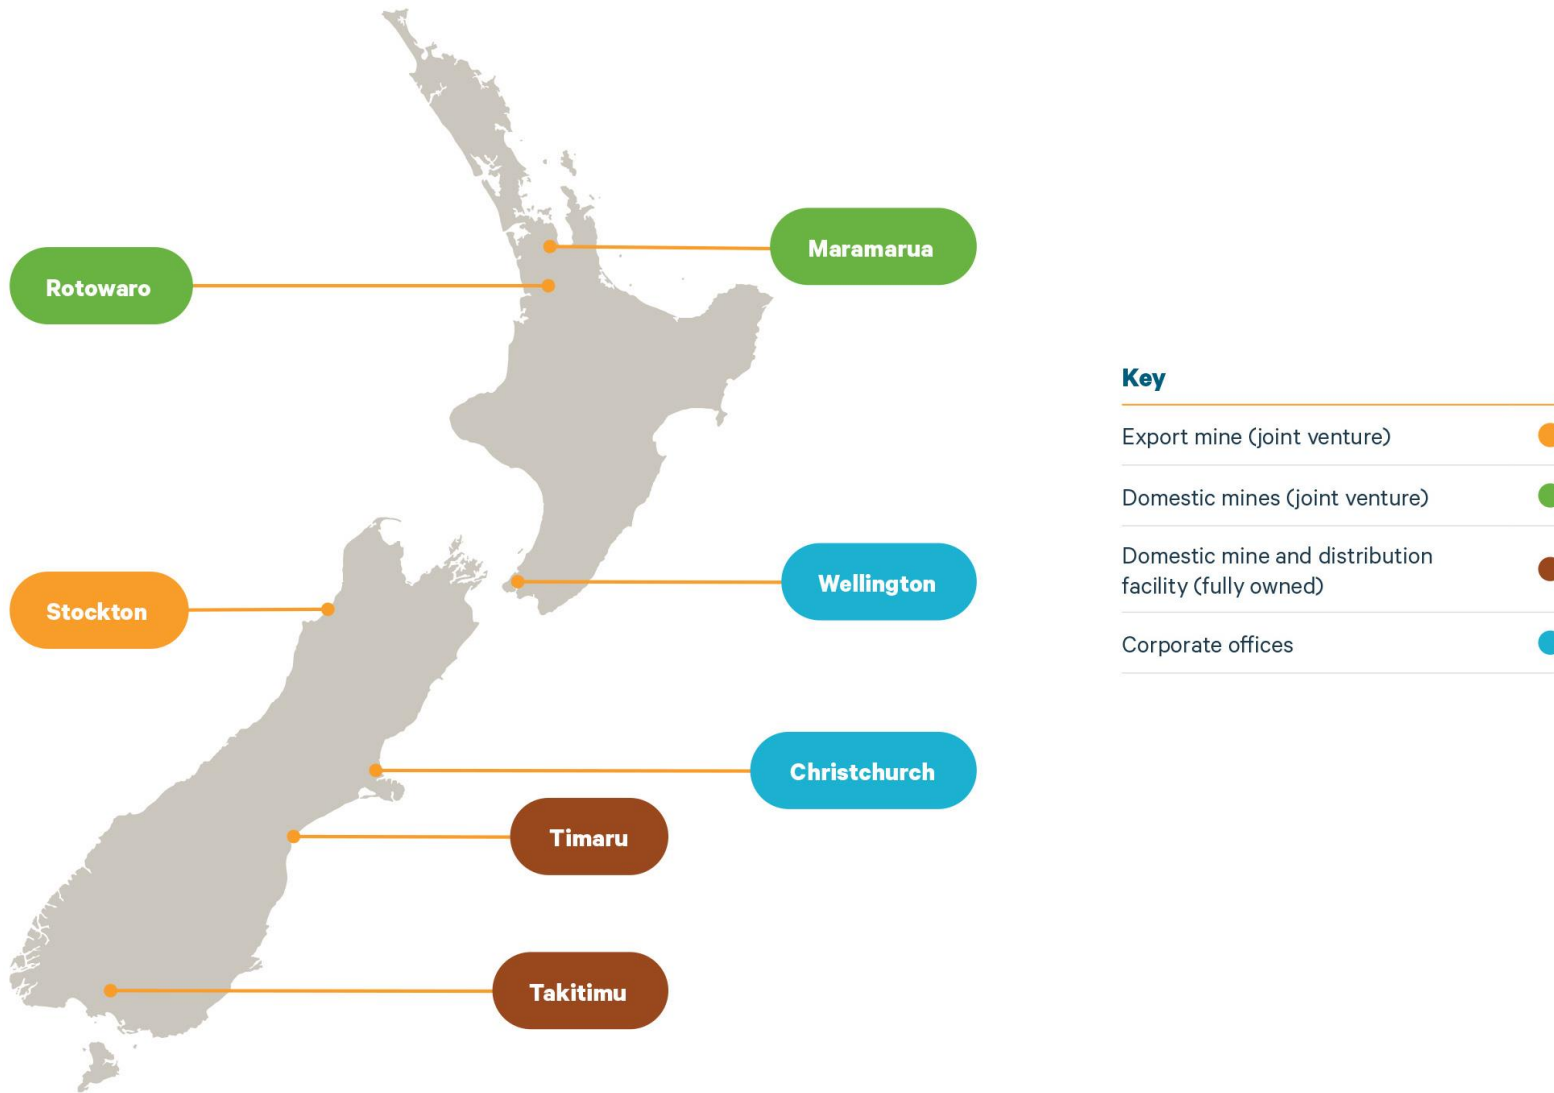 Maramarua
Rotowaro
Wellington
Stockton
Christchurch
Timaru
Takitimu
Key
Export mine (joint venture)
Domestic mines (joint venture)
Domestic mine and distribution
facility (fully owned)
Corporate offices